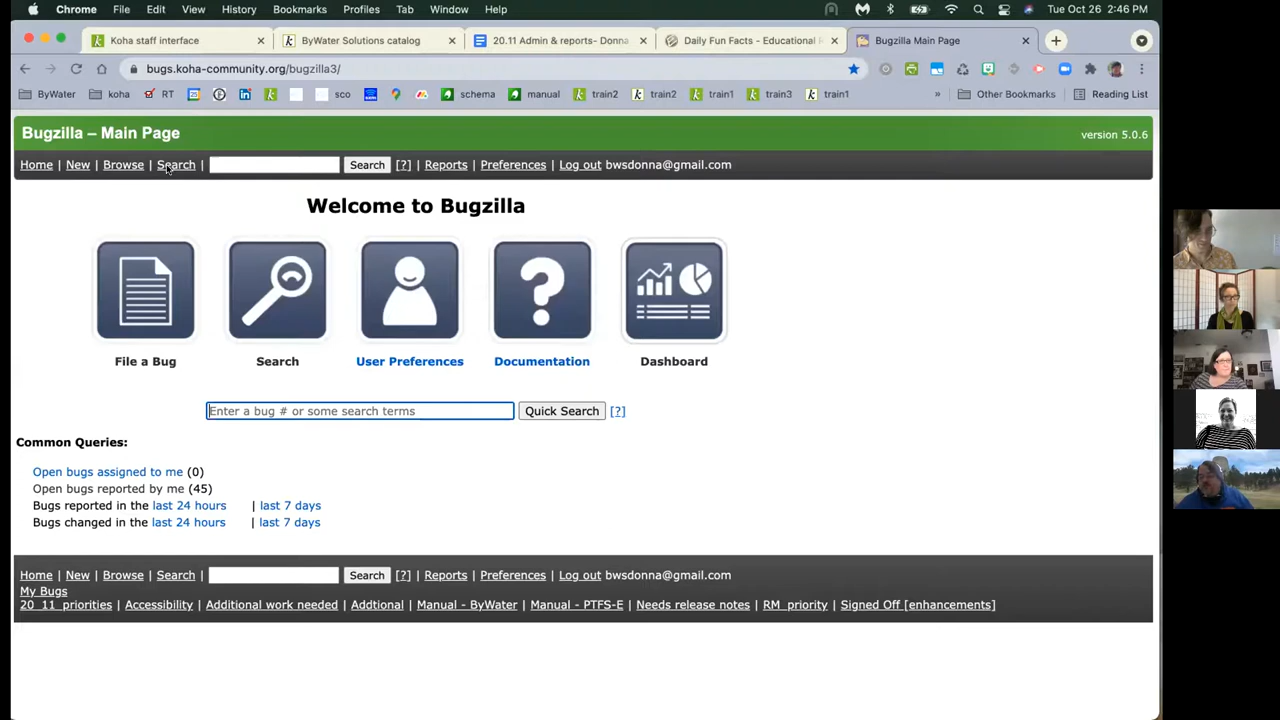 Chrome File Edit View History Bookmarks Profiles Tab Window Help Tue Oct 26 2:46 PM
Koha staff interface ByWater Solutions catalog 20.11 Admin & reports- Donna Daily Fun Facts - Educational R Bugzilla Main Page
bugs.koha-community.org/bugzilla3/
ByWater koha RT sco schema manual train2 train2 train1 train3 train1 » Other Bookmarks Reading List
Bugzilla – Main Page version 5.0.6
Home | New | Browse | Search | Search [?] | Reports | Preferences | Log out bwsdonna@gmail.com
Welcome to Bugzilla
File a Bug Search User Preferences Documentation Dashboard
Enter a bug # or some search terms Quick Search [?]
Common Queries:
Open bugs assigned to me (0)
Open bugs reported by me (45)
Bugs reported in the last 24 hours | last 7 days
Bugs changed in the last 24 hours | last 7 days
Home | New | Browse | Search | Search [?] | Reports | Preferences | Log out bwsdonna@gmail.com
My Bugs
20_11_priorities | Accessibility | Additional work needed | Addtional | Manual - ByWater | Manual - PTFS-E | Needs release notes | RM_priority | Signed Off [enhancements]